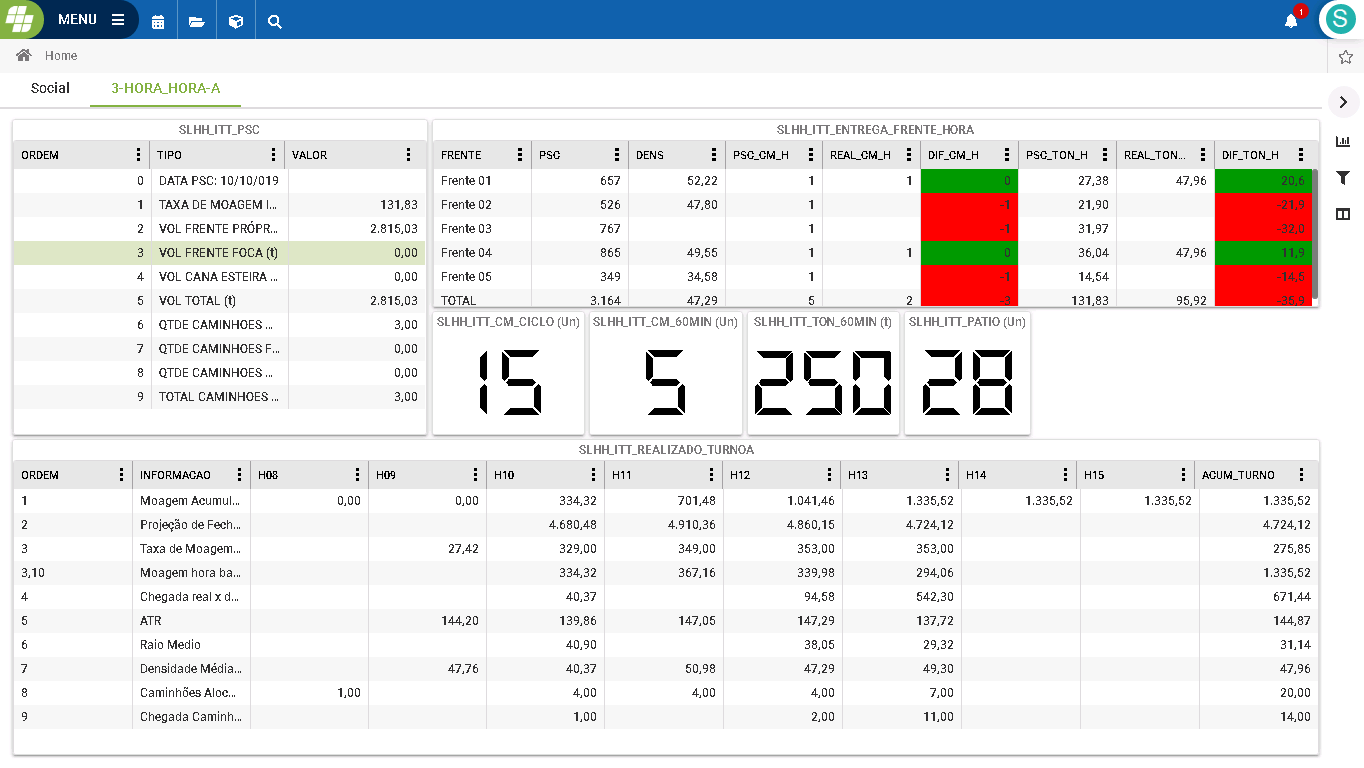 MENU
1
S
Home
Social 3-HORA_HORA-A
SLHH_ITT_PSC
ORDEM TIPO VALOR
0 DATA PSC: 10/10/019
1 TAXA DE MOAGEM I... 131,83
2 VOL FRENTE PRÓPR... 2.815,03
3 VOL FRENTE FOCA (t) 0,00
4 VOL CANA ESTEIRA ... 0,00
5 VOL TOTAL (t) 2.815,03
6 QTDE CAMINHOES ... 3,00
7 QTDE CAMINHOES F... 0,00
8 QTDE CAMINHOES ... 0,00
9 TOTAL CAMINHOES ... 3,00
SLHH_ITT_ENTREGA_FRENTE_HORA
FRENTE PSC DENS PSC_CM_H REAL_CM_H DIF_CM_H PSC_TON_H REAL_TON... DIF_TON_H
Frente 01 657 52,22 1 1 0 27,38 47,96 20,6
Frente 02 526 47,80 1 -1 21,90 -21,9
Frente 03 767 1 -1 31,97 -32,0
Frente 04 865 49,55 1 1 0 36,04 47,96 11,9
Frente 05 349 34,58 1 -1 14,54 -14,5
TOTAL 3.164 47,29 5 2 -3 131,83 95,92 -35,9
SLHH_ITT_CM_CICLO (Un)
15
SLHH_ITT_CM_60MIN (Un)
5
SLHH_ITT_TON_60MIN (t)
250
SLHH_ITT_PATIO (Un)
28
SLHH_ITT_REALIZADO_TURNOA
ORDEM INFORMACAO H08 H09 H10 H11 H12 H13 H14 H15 ACUM_TURNO
1 Moagem Acumul... 0,00 0,00 334,32 701,48 1.041,46 1.335,52 1.335,52 1.335,52 1.335,52
2 Projeção de Fech... 4.680,48 4.910,36 4.860,15 4.724,12 4.724,12
3 Taxa de Moagem... 27,42 329,00 349,00 353,00 353,00 275,85
3,10 Moagem hora ba... 334,32 367,16 339,98 294,06 1.335,52
4 Chegada real x d... 40,37 94,58 542,30 671,44
5 ATR 144,20 139,86 147,05 147,29 137,72 144,87
6 Raio Medio 40,90 38,05 29,32 31,14
7 Densidade Média... 47,76 40,37 50,98 47,29 49,30 47,96
8 Caminhões Aloc... 1,00 4,00 4,00 4,00 7,00 20,00
9 Chegada Caminh... 1,00 2,00 11,00 14,00